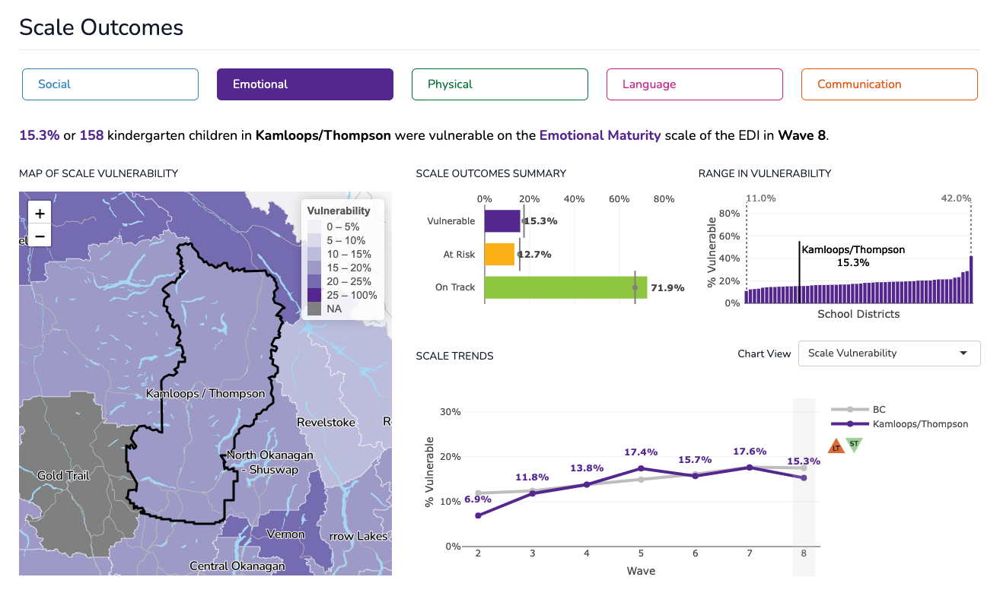 Scale Outcomes
Social
Emotional
Physical
Language
Communication
15.3% or 158 kindergarten children in Kamloops/Thompson were vulnerable on the Emotional Maturity scale of the EDI in Wave 8.
MAP OF SCALE VULNERABILITY
+
−
Vulnerability
0 – 5%
5 – 10%
10 – 15%
15 – 20%
20 – 25%
25 – 100%
NA
el
Kamloops / Thompson
Revelstoke
R
North Okanagan
- Shuswap
Gold Trail
Vernon
rrow Lakes
Central Okanagan
SCALE OUTCOMES SUMMARY
0% 20% 40% 60% 80%
Vulnerable 15.3%
At Risk 12.7%
On Track 71.9%
RANGE IN VULNERABILITY
11.0% 42.0%
% Vulnerable
80%
60%
40%
20%
0%
Kamloops/Thompson
15.3%
School Districts
SCALE TRENDS
Chart View Scale Vulnerability
% Vulnerable
30%
20%
10%
0%
6.9% 11.8% 13.8% 17.4% 15.7% 17.6% 15.3%
2 3 4 5 6 7 8
Wave
BC
Kamloops/Thompson
LT ST